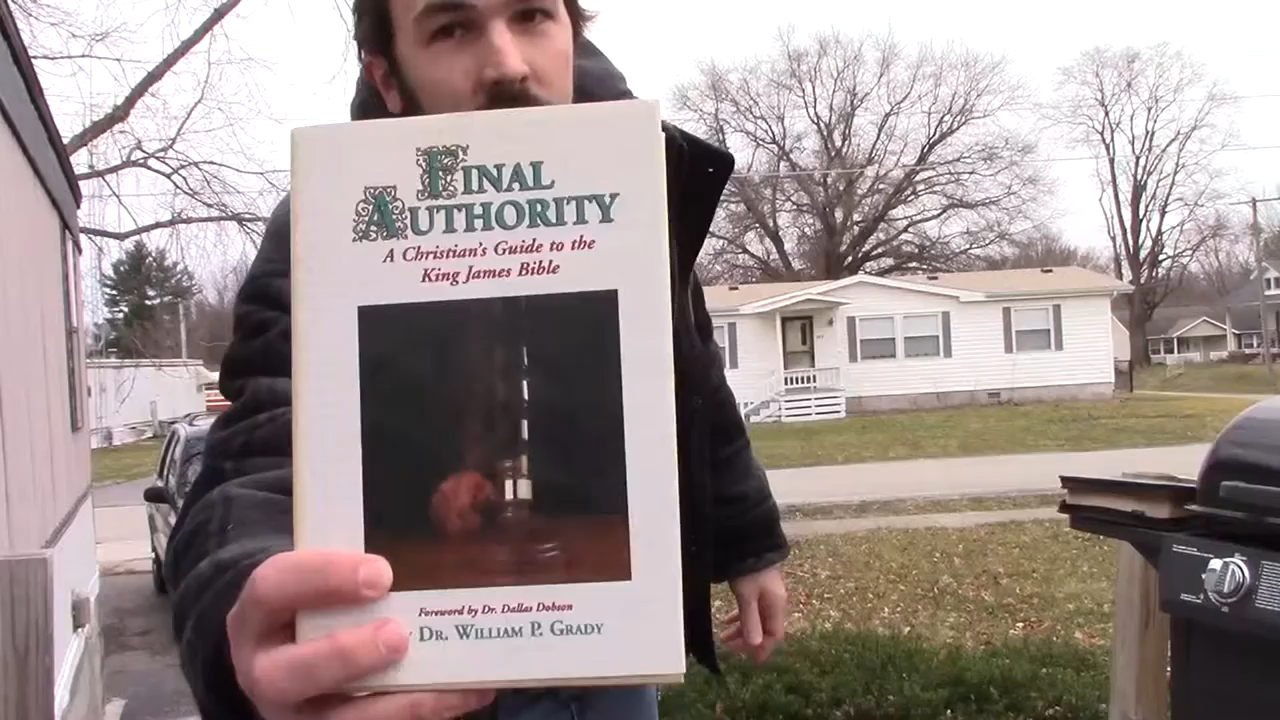 FINAL
AUTHORITY
A Christian's Guide to the
King James Bible
Foreword by Dr. Dallas Dobson
DR. WILLIAM P. GRADY